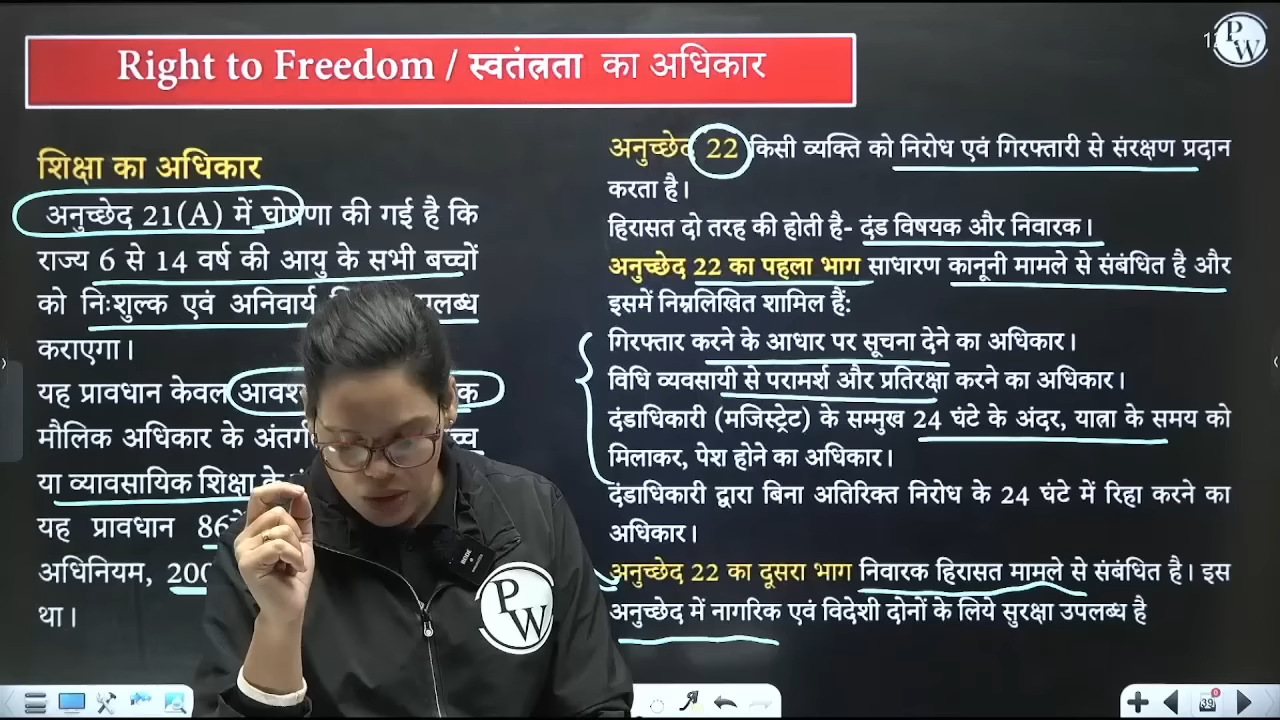 Right to Freedom / स्वतंत्रता का अधिकार
PW
शिक्षा का अधिकार
अनुच्छेद 21(A) में घोषणा की गई है कि
राज्य 6 से 14 वर्ष की आयु के सभी बच्चों
को निःशुल्क एवं अनिवार्य
कराएगा।
यह प्रावधान केवल
मौलिक अधिकार के
या व्यावसायिक शिक्षा के
यह प्रावधान
अधिनियम,
था।
अनुच्छेद 22 किसी व्यक्ति को निरोध एवं गिरफ्तारी से संरक्षण प्रदान
करता है।
हिरासत दो तरह की होती है- दंड विषयक और निवारक।
अनुच्छेद 22 का पहला भाग साधारण कानूनी मामले से संबंधित है और
इसमें निम्नलिखित शामिल हैं:
गिरफ्तार करने के आधार पर सूचना देने का अधिकार।
विधि व्यवसायी से परामर्श और प्रतिरक्षा करने का अधिकार।
दंडाधिकारी (मजिस्ट्रेट) के सम्मुख 24 घंटे के अंदर, यात्रा के समय को
मिलाकर, पेश होने का अधिकार।
दंडाधिकारी द्वारा बिना अतिरिक्त निरोध के 24 घंटे में रिहा करने का
अधिकार।
अनुच्छेद 22 का दूसरा भाग निवारक हिरासत मामले से संबंधित है। इस
अनुच्छेद में नागरिक एवं विदेशी दोनों के लिये सुरक्षा उपलब्ध है
PW
39